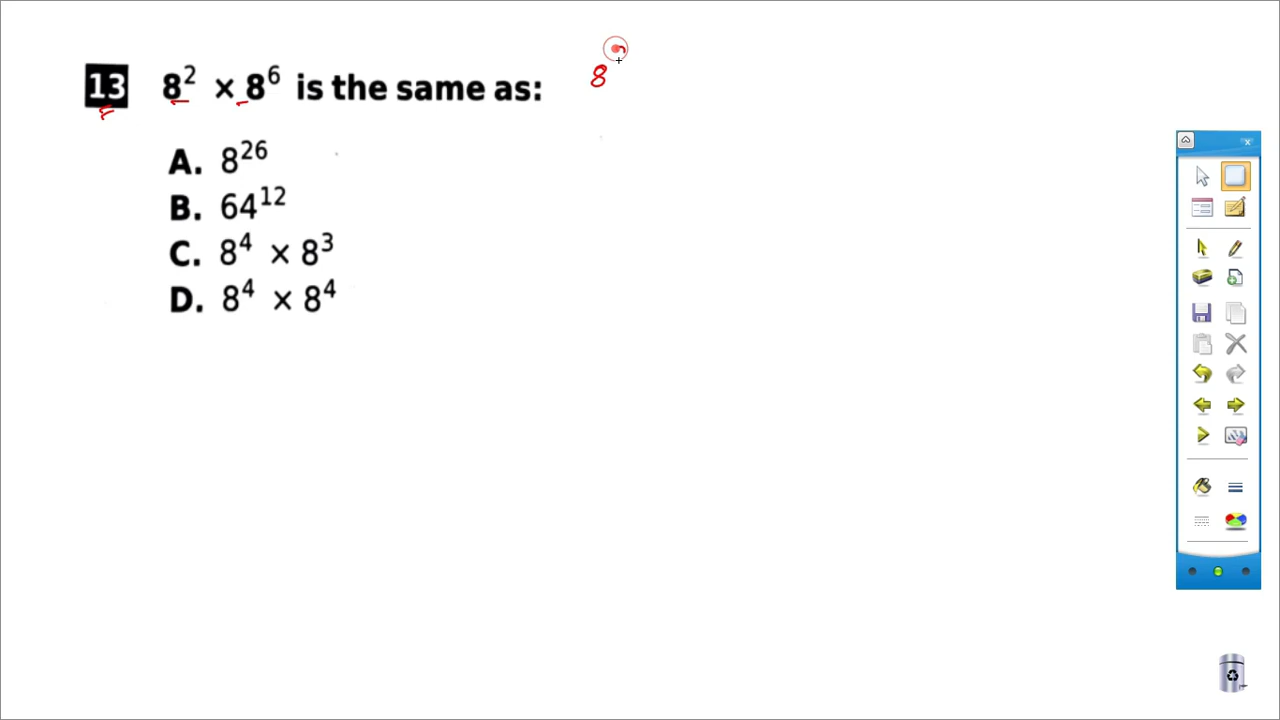 8
13 8² × 8⁶ is the same as:
A. 8²⁶
B. 64¹²
C. 8⁴ × 8³
D. 8⁴ × 8⁴